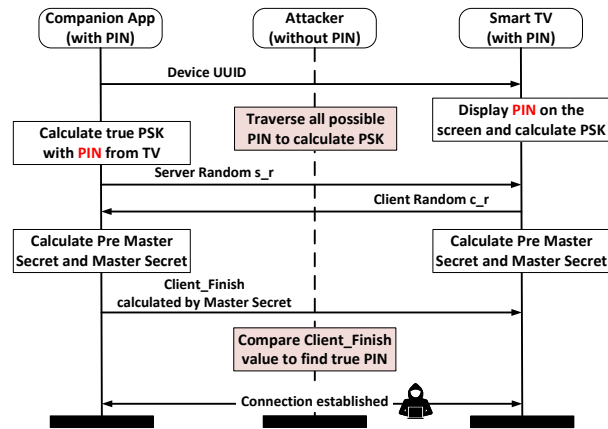 Companion App
(with PIN)
Attacker
(without PIN)
Smart TV
(with PIN)
Device UUID
Traverse all possible
PIN to calculate PSK
Display PIN on the
screen and calculate PSK
Calculate true PSK
with PIN from TV
Server Random s_r
Client Random c_r
Calculate Pre Master
Secret and Master Secret
Calculate Pre Master
Secret and Master Secret
Client_Finish
calculated by Master Secret
Compare Client_Finish
value to find true PIN
Connection established